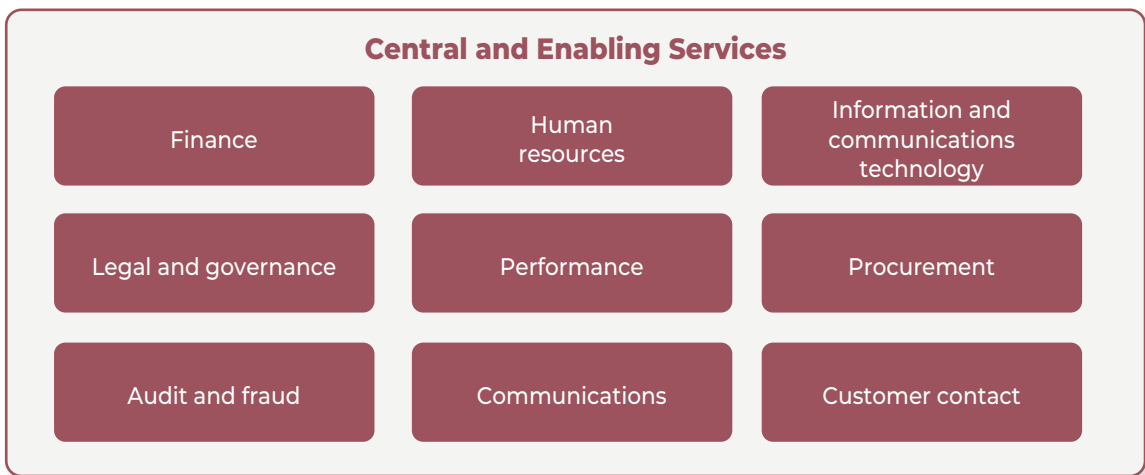 Central and Enabling Services
Finance
Human
resources
Information and
communications
technology
Legal and governance
Performance
Procurement
Audit and fraud
Communications
Customer contact